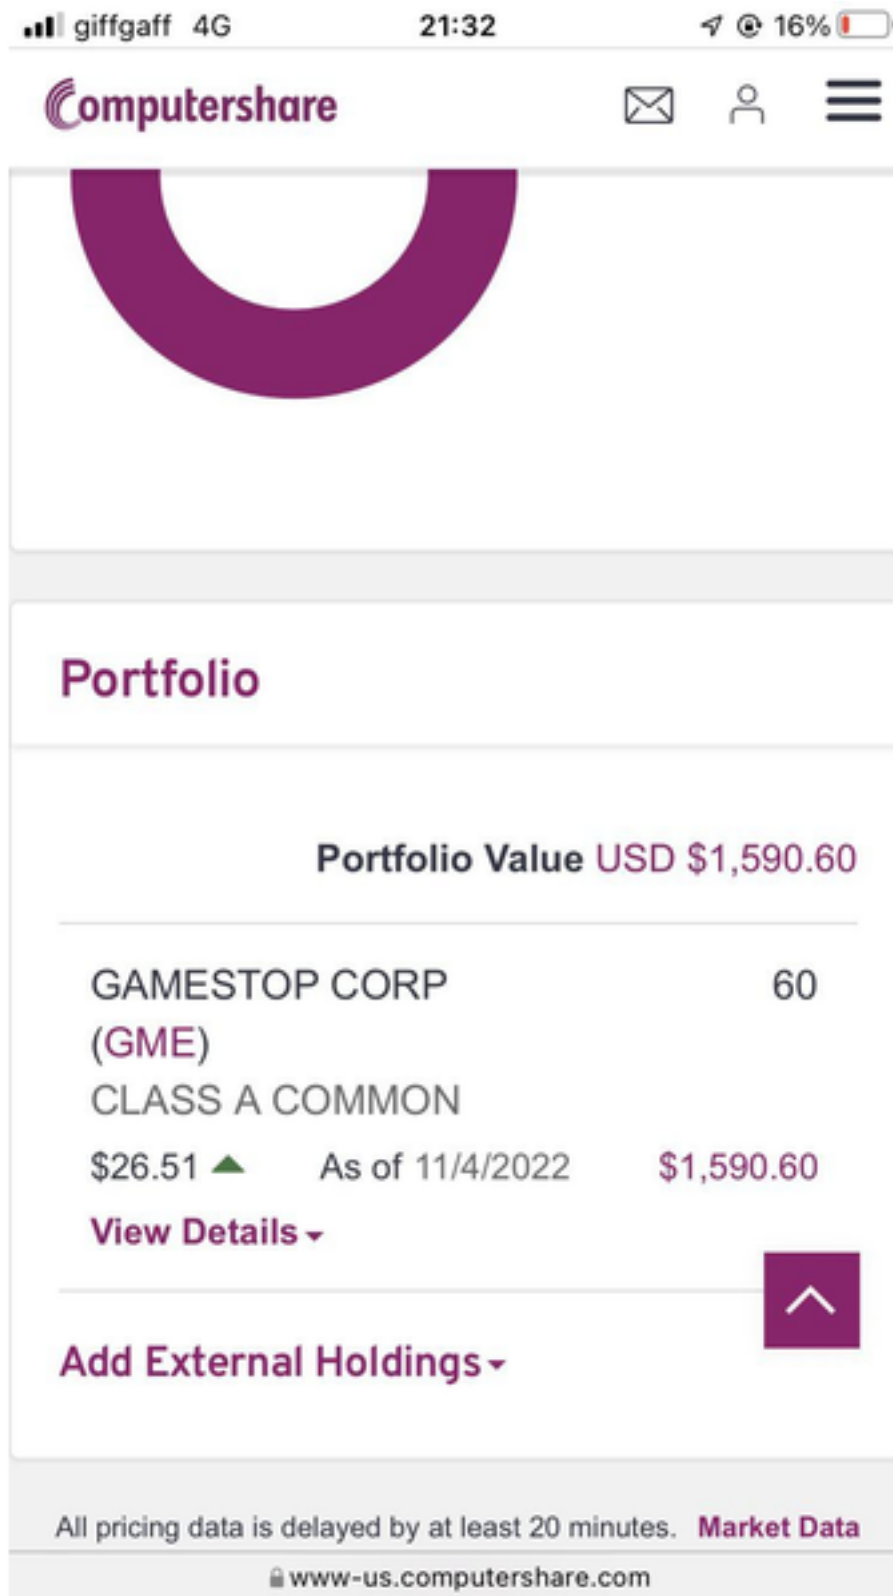 giffgaff 4G 21:32 16%
Computershare
Portfolio
Portfolio Value USD $1,590.60
GAMESTOP CORP 60
(GME)
CLASS A COMMON
$26.51 As of 11/4/2022 $1,590.60
View Details
Add External Holdings
All pricing data is delayed by at least 20 minutes. Market Data
www-us.computershare.com